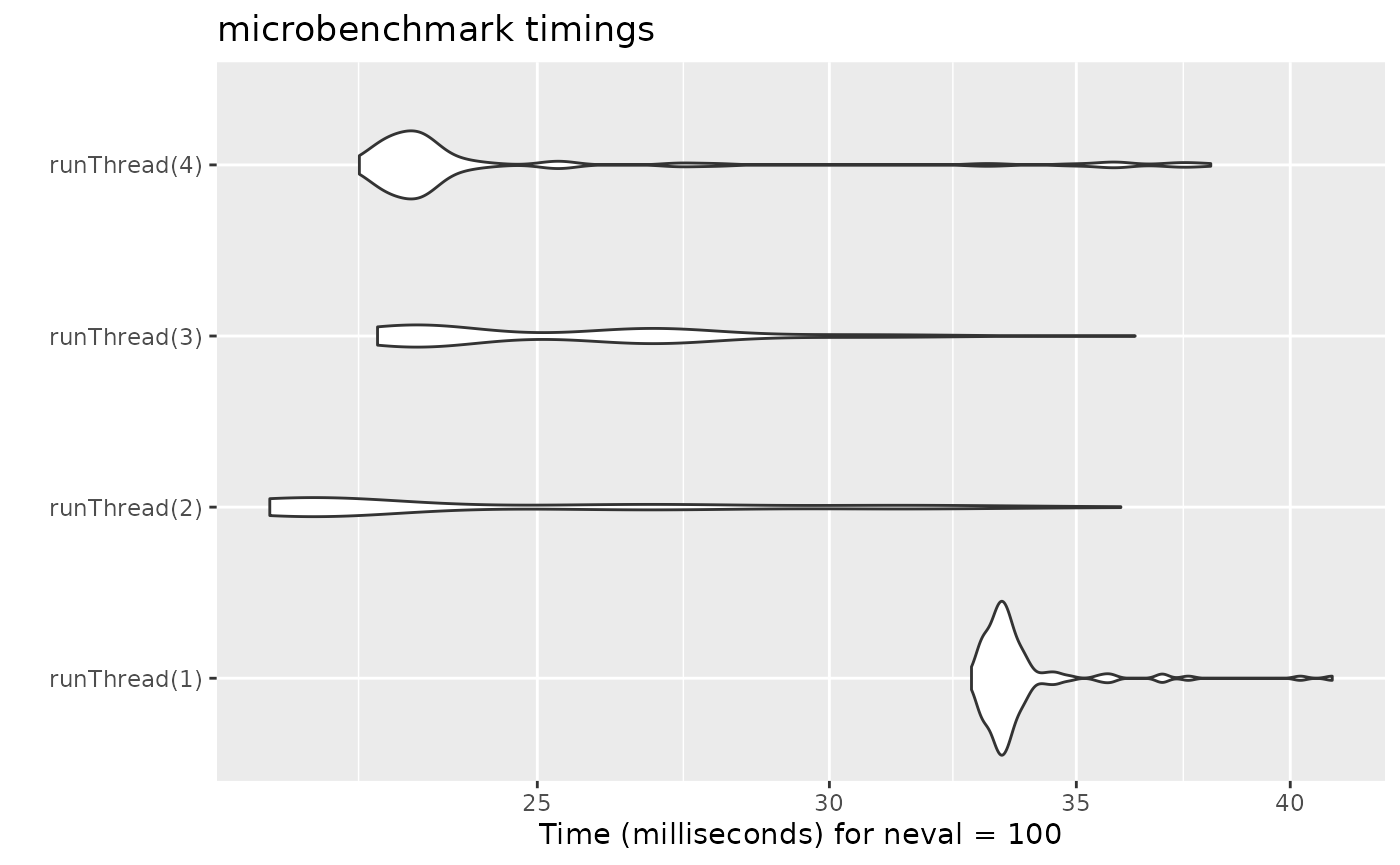 microbenchmark timings
runThread(4)
runThread(3)
runThread(2)
runThread(1)
25 30 35 40
Time (milliseconds) for neval = 100